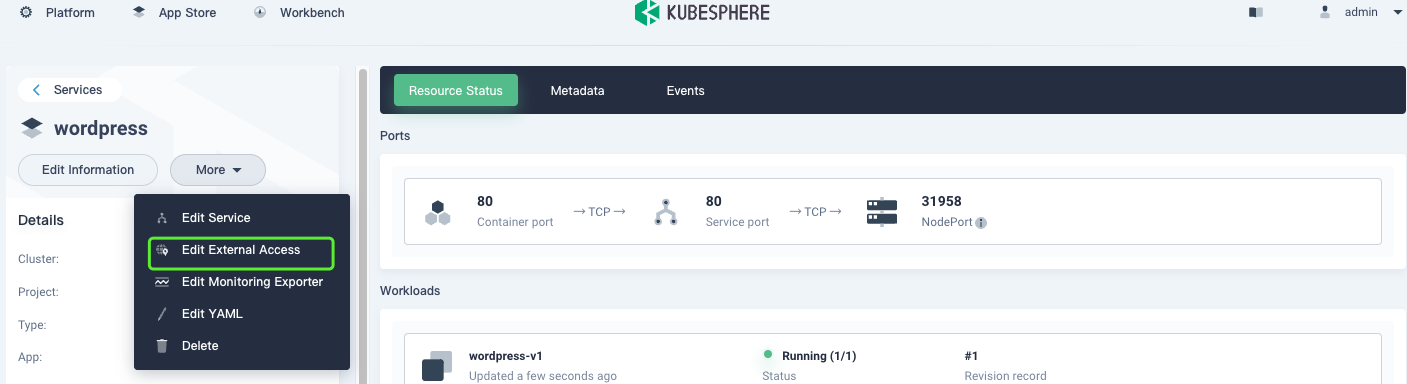 Platform
App Store
Workbench
KUBESPHERE
admin
Services
wordpress
Edit Information
More
Details
Cluster:
Project:
Type:
App:
Edit Service
Edit External Access
Edit Monitoring Exporter
Edit YAML
Delete
Resource Status
Metadata
Events
Ports
80
Container port
→ TCP →
80
Service port
→ TCP →
31958
NodePort
Workloads
wordpress-v1
Updated a few seconds ago
Running (1/1)
Status
#1
Revision record